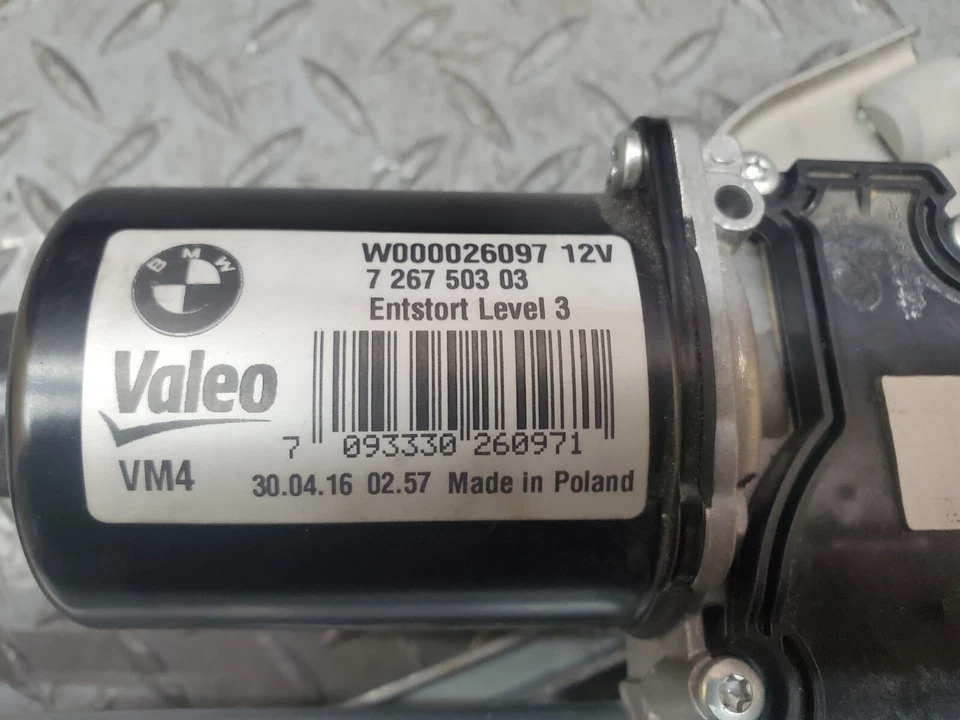 BMW
W000026097 12V
7 267 503 03
Entstort Level 3
Valeo
7 093330 260971
VM4
30.04.16 02.57 Made in Poland